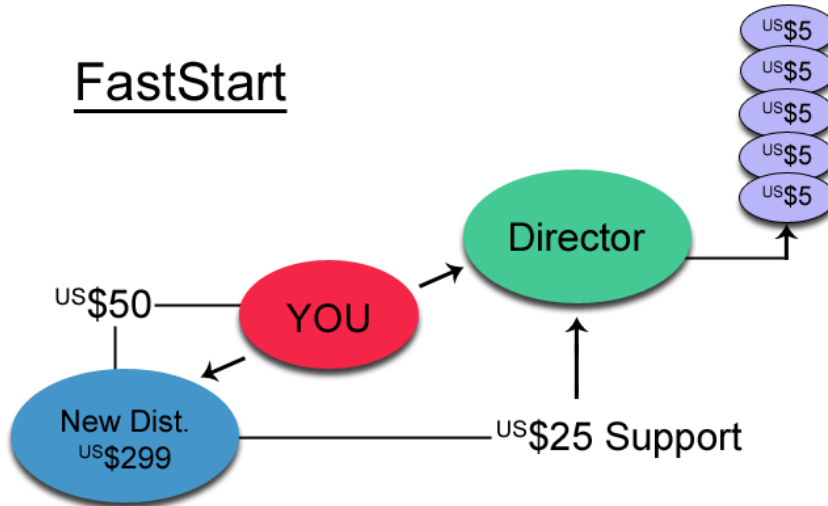 FastStart
US$5
US$5
US$5
US$5
US$5
Director
US$50
YOU
New Dist.
US$299
US$25 Support